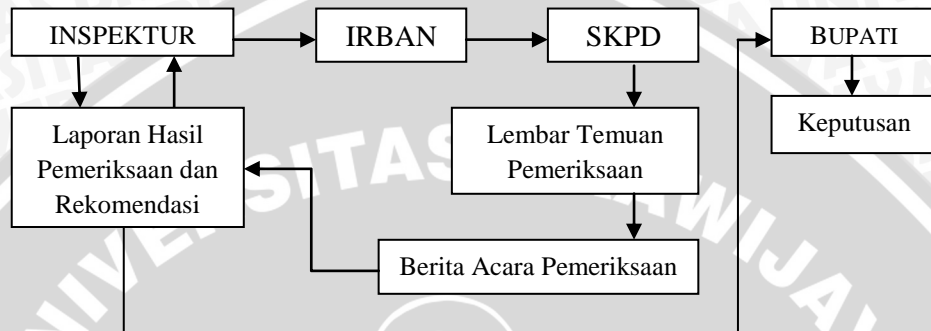 INSPEKTUR
IRBAN
SKPD
BUPATI
Laporan Hasil
Pemeriksaan dan
Rekomendasi
Lembar Temuan
Pemeriksaan
Keputusan
Berita Acara Pemeriksaan